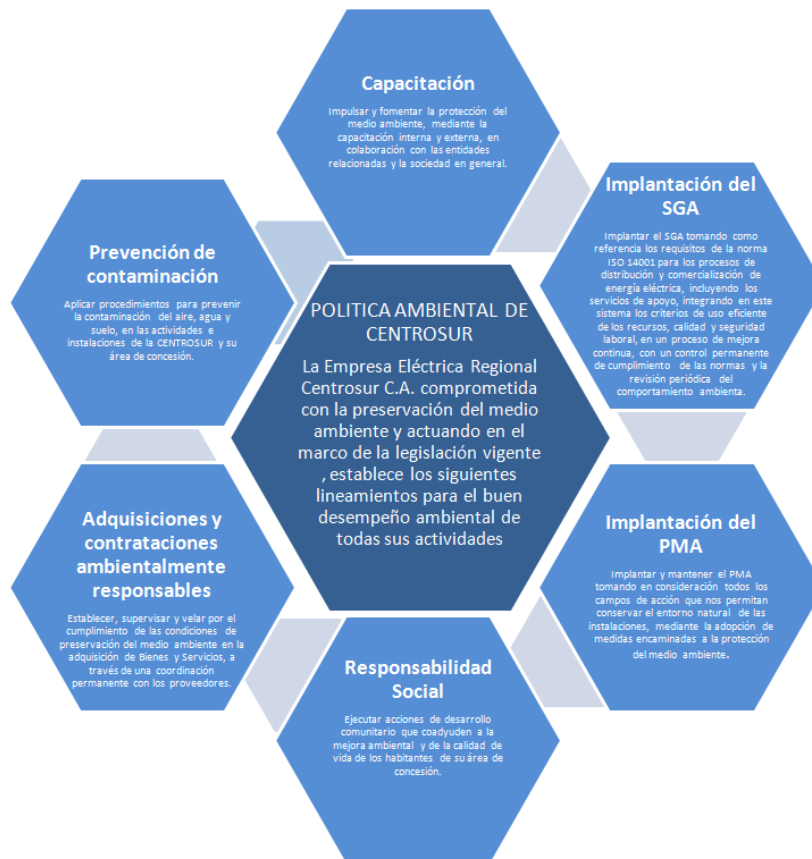 Capacitación
Impulsar y fomentar la protección del
medio ambiente, mediante la
capacitación interna y externa, en
colaboración con las entidades
relacionadas y la sociedad en general.
Implantación del
SGA
Implantar el SGA tomando como
referencia los requisitos de la norma
ISO 14001 para los procesos de
distribución y comercialización de
energía eléctrica, incluyendo los
servicios de apoyo, integrando en este
sistema los criterios de uso eficiente
de los recursos, calidad y seguridad
laboral, en un proceso de mejora
continua, con un control permanente
de cumplimiento de las normas y la
revisión periódica del
comportamiento ambienta.
Prevención de
contaminación
Aplicar procedimientos para prevenir
la contaminación del aire, agua y
suelo, en las actividades e
instalaciones de la CENTROSUR y su
área de concesión.
POLITICA AMBIENTAL DE
CENTROSUR
La Empresa Eléctrica Regional
Centrosur C.A. comprometida
con la preservación del medio
ambiente y actuando en el
marco de la legislación vigente
, establece los siguientes
lineamientos para el buen
desempeño ambiental de
todas sus actividades
Implantación del
PMA
Implantar y mantener el PMA
tomando en consideración todos los
campos de acción que nos permitan
conservar el entorno natural de las
instalaciones, mediante la adopción de
medidas encaminadas a la protección
del medio ambiente.
Adquisiciones y
contrataciones
ambientalmente
responsables
Establecer, supervisar y velar por el
cumplimiento de las condiciones de
preservación del medio ambiente en la
adquisición de Bienes y Servicios, a
través de una coordinación
permanente con los proveedores.
Responsabilidad
Social
Ejecutar acciones de desarrollo
comunitario que coadyuden a la
mejora ambiental y de la calidad de
vida de los habitantes de su área de
concesión.